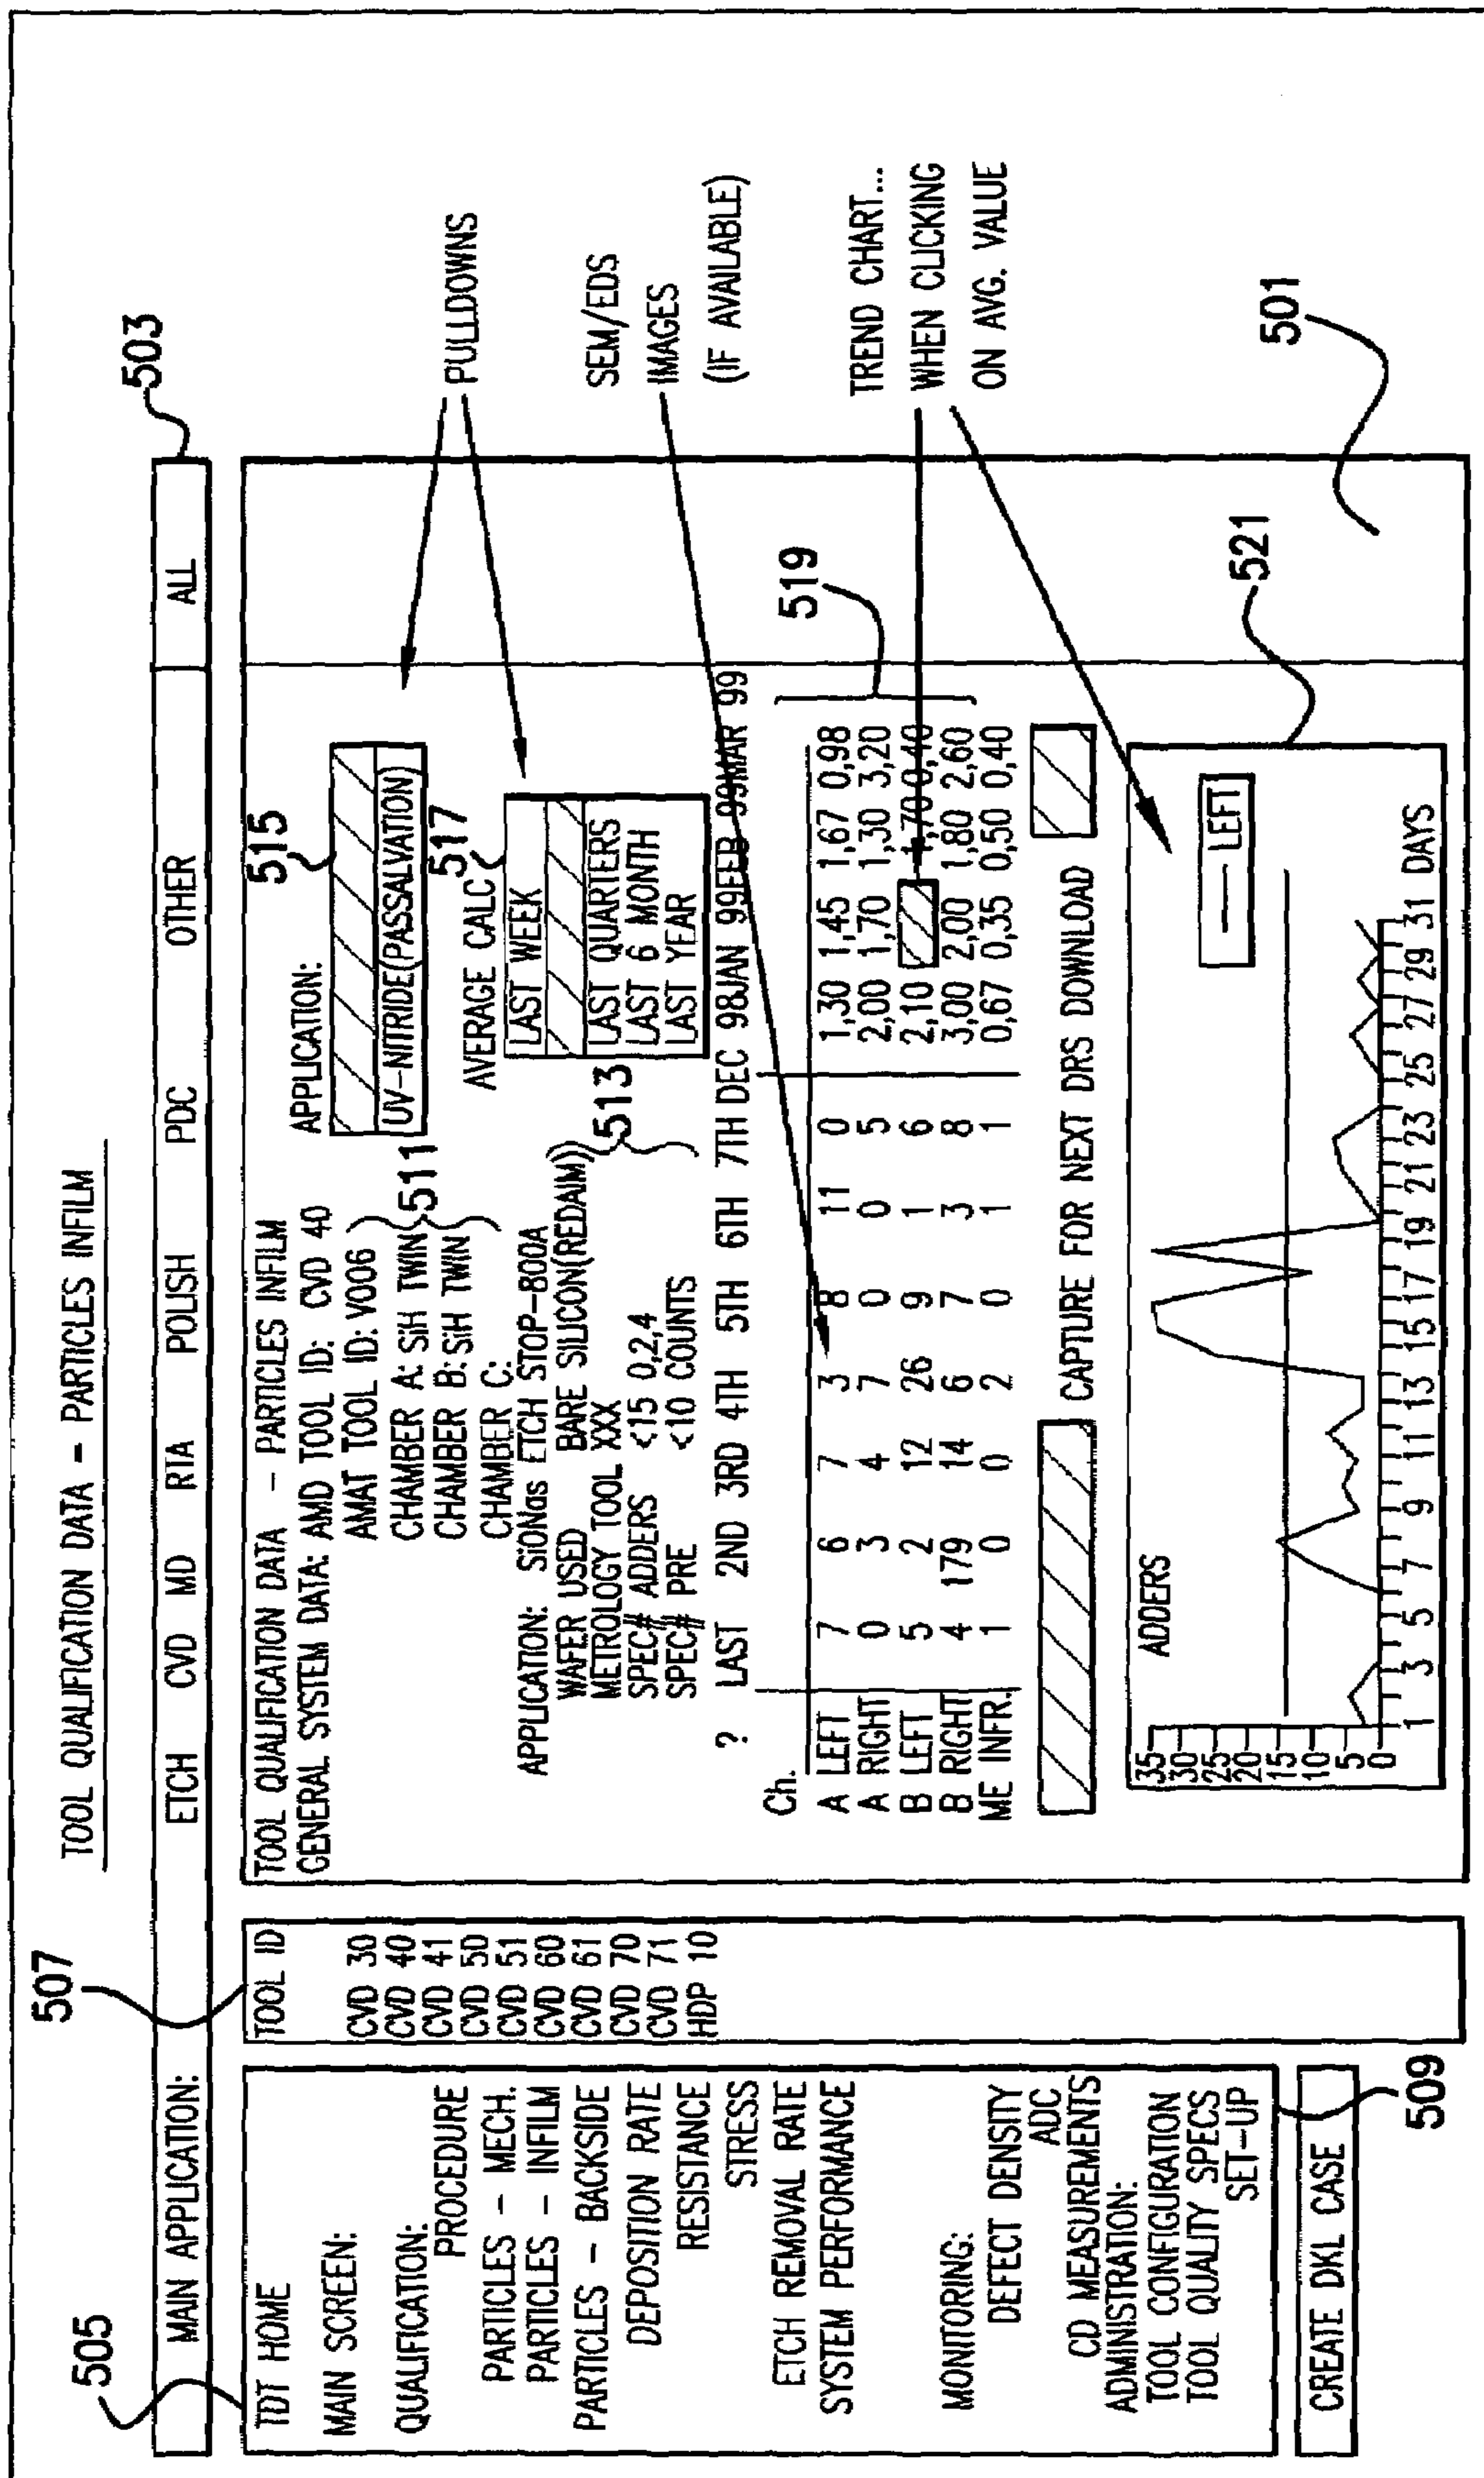 TOOL QUALIFICATION DATA - PARTICLES INFILM
503
MAIN APPLICATION: ETCH CVD MD RTA POLISH PDC OTHER ALL
505
TDT HOME
MAIN SCREEN:
QUALIFICATION:
PROCEDURE
PARTICLES - MECH.
PARTICLES - INFILM
PARTICLES - BACKSIDE
DEPOSITION RATE
RESISTANCE
STRESS
ETCH REMOVAL RATE
SYSTEM PERFORMANCE
MONITORING:
DEFECT DENSITY
ADC
CD MEASUREMENTS
ADMINISTRATION:
TOOL CONFIGURATION
TOOL QUALITY SPECS
SET-UP
CREATE DKL CASE
509
507
TOOL ID
CVD 30
CVD 40
CVD 41
CVD 50
CVD 51
CVD 60
CVD 61
CVD 70
CVD 71
HDP 10
TOOL QUALIFICATION DATA - PARTICLES INFILM
GENERAL SYSTEM DATA: AMD TOOL ID: CVD 40
AMAT TOOL ID: V006
CHAMBER A: SiH TWIN
CHAMBER B: SiH TWIN
CHAMBER C:
511
APPLICATION: SiONas ETCH STOP-800A
WAFER USED BARE SILICON(REDAIM))
METROLOGY TOOL XXX
SPEC# ADDERS <15 0,2,4
SPEC# PRE <10 COUNTS
513
APPLICATION:
515
UV-NITRIDE(PASSALVATION)
AVERAGE CALC
517
LAST WEEK
LAST QUARTERS
LAST 6 MONTH
LAST YEAR
PULLDOWNS
SEM/EDS
IMAGES
(IF AVAILABLE)
TREND CHART...
WHEN CLICKING
ON AVG. VALUE
? LAST 2ND 3RD 4TH 5TH 6TH 7TH DEC 98JAN 99FEB 99MAR 99
Ch.
A LEFT 7 6 7 3 8 11 0 1,30 1,45 1,67 0,98
A RIGHT 0 3 4 7 0 0 5 2,00 1,70 1,30 3,20
B LEFT 5 2 12 26 9 1 6 2,10 1,70 0,40
B RIGHT 4 179 14 6 7 3 8 3,00 2,00 1,80 2,60
ME INFR. 1 0 0 2 0 1 1 0,67 0,35 0,50 0,40
519
CAPTURE FOR NEXT DRS DOWNLOAD
521
ADDERS
LEFT
35
30
25
20
15
10
5
0
1 3 5 7 9 11 13 15 17 19 21 23 25 27 29 31 DAYS
501